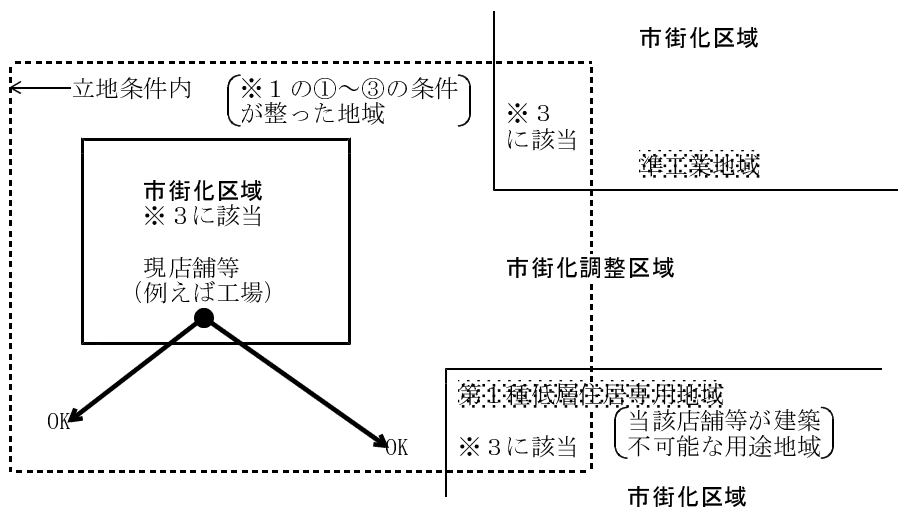 市街化区域
立地条件内
※１の①～③の条件
が整った地域
※３
に該当
準工業地域
市街化区域
※３に該当
現店舗等
（例えば工場）
市街化調整区域
第１種低層住居専用地域
当該店舗等が建築
不可能な用途地域
※３に該当
OK
OK
市街化区域